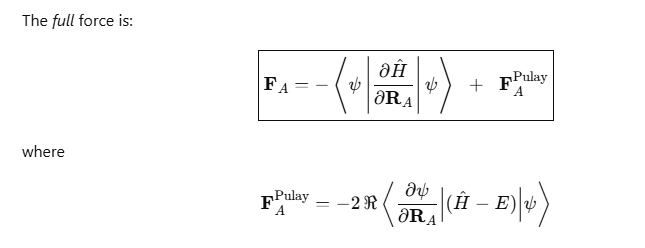 The full force is:
F_A = − ⟨ψ | ∂Ĥ/∂R_A | ψ⟩ + F_A^Pulay
where
F_A^Pulay = −2 ℜ ⟨ ∂ψ/∂R_A | (Ĥ − E) | ψ ⟩